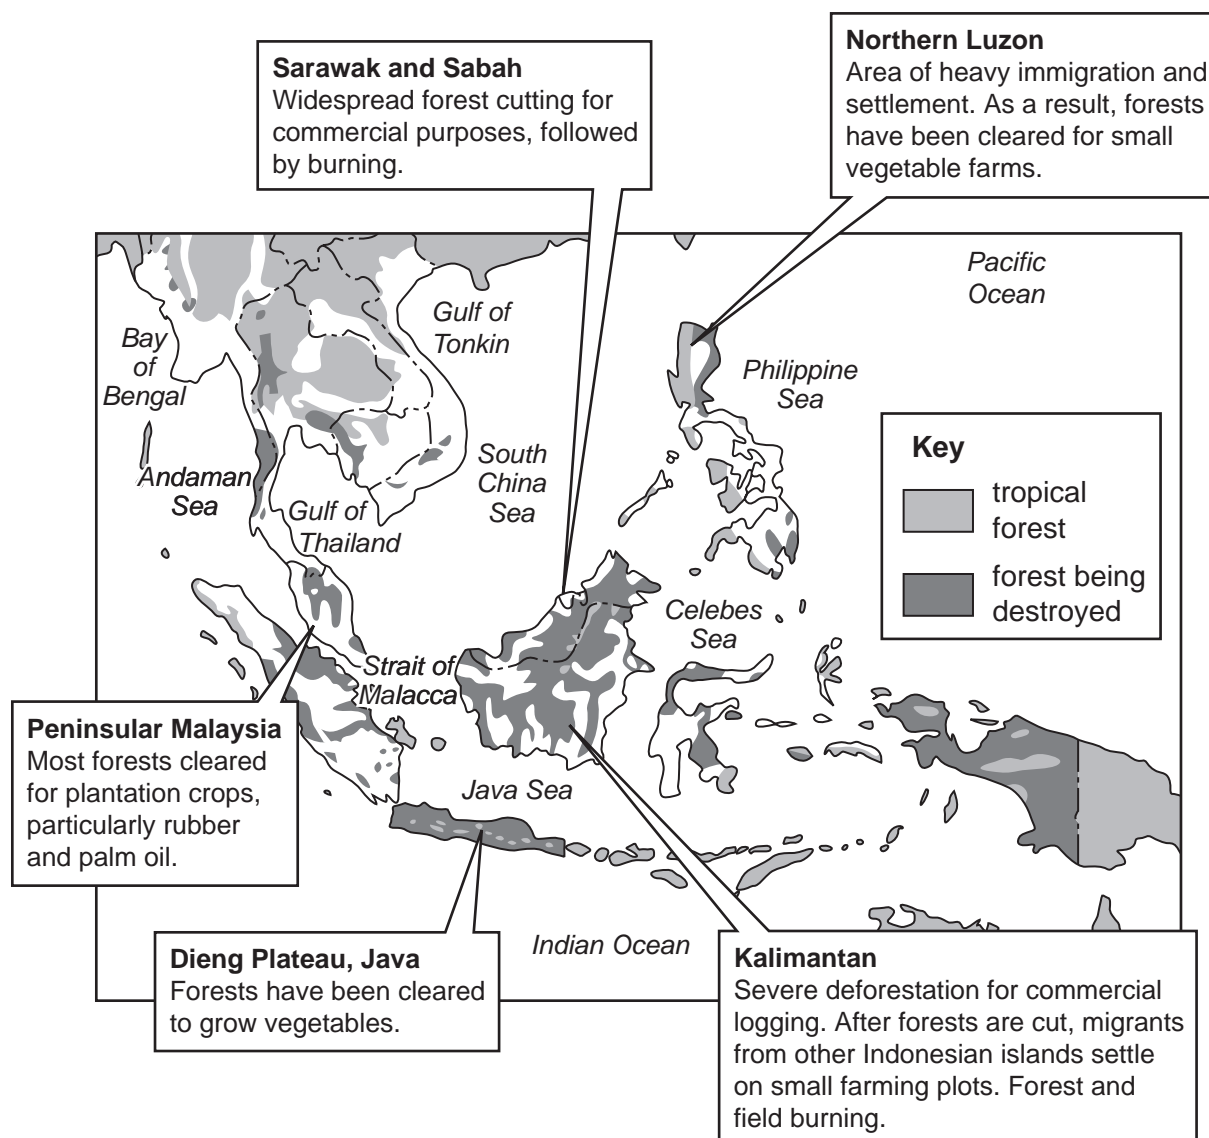 Sarawak and Sabah
Widespread forest cutting for
commercial purposes, followed
by burning.
Northern Luzon
Area of heavy immigration and
settlement. As a result, forests
have been cleared for small
vegetable farms.
Pacific
Ocean
Gulf of
Tonkin
Bay
of
Bengal
Philippine
Sea
Key
tropical
forest
forest being
destroyed
South
China
Sea
Andaman
Sea
Gulf of
Thailand
Celebes
Sea
Strait of
Malacca
Peninsular Malaysia
Most forests cleared
for plantation crops,
particularly rubber
and palm oil.
Java Sea
Indian Ocean
Dieng Plateau, Java
Forests have been cleared
to grow vegetables.
Kalimantan
Severe deforestation for commercial
logging. After forests are cut, migrants
from other Indonesian islands settle
on small farming plots. Forest and
field burning.